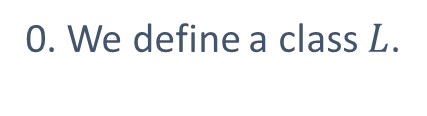 0. We define a class L.